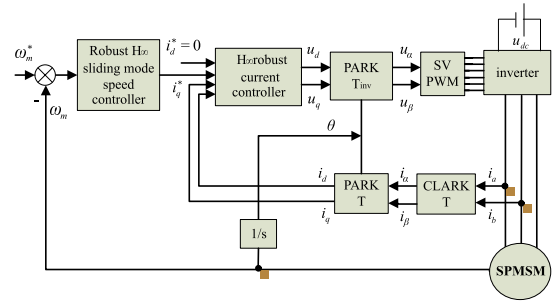 ω*m
Robust H∞
sliding mode
speed
controller
i*d = 0
i*q
H∞robust
current
controller
ud
uq
PARK
Tinv
uα
uβ
SV
PWM
udc
inverter
-
ωm
θ
id
iq
PARK
T
iα
iβ
CLARK
T
ia
ib
1/s
SPMSM